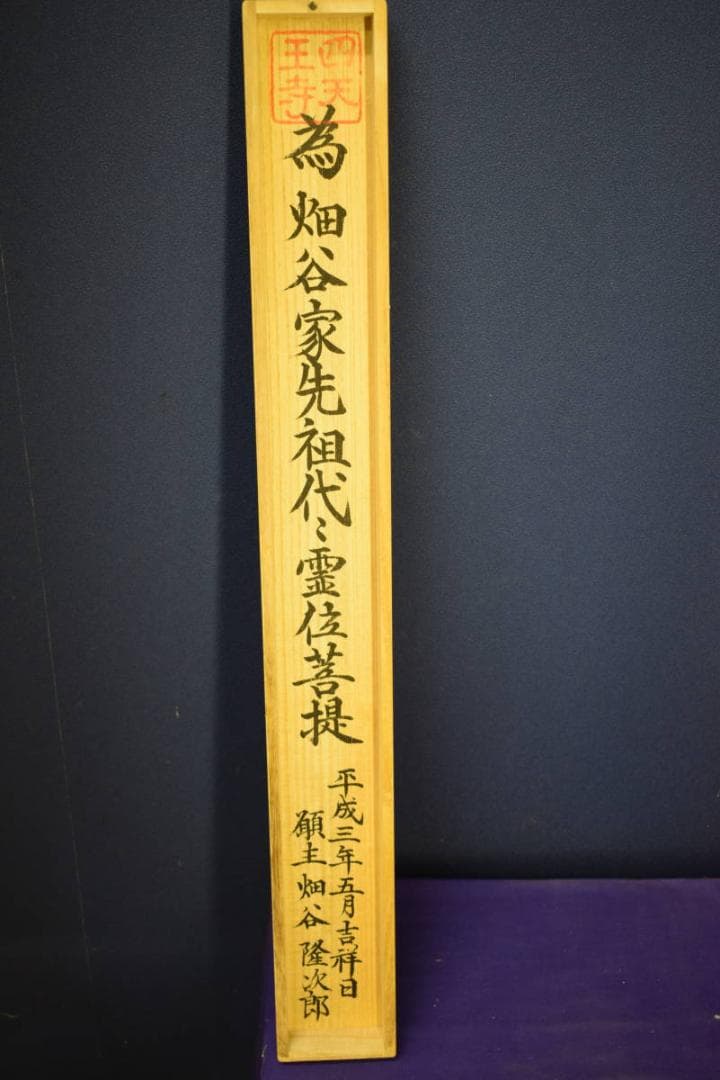 四天
王寺
為畑谷家先祖代〻霊位菩提
平成三年五月吉祥日
願主畑谷隆次郎